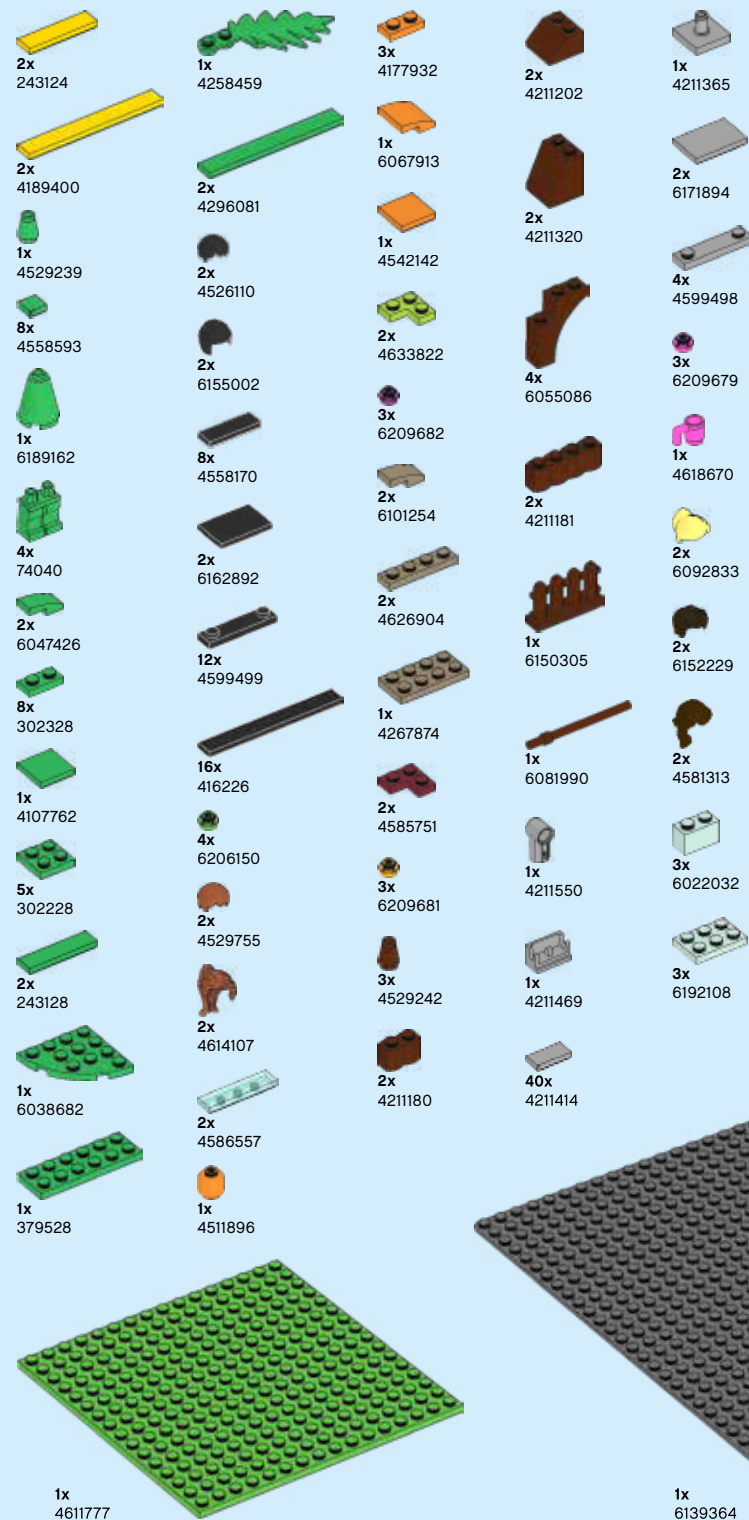 2x
243124
2x
4189400
1x
4529239
8x
4558593
1x
6189162
4x
74040
2x
6047426
8x
302328
1x
4107762
5x
302228
2x
243128
1x
6038682
1x
379528
1x
4258459
2x
4296081
2x
4526110
2x
6155002
8x
4558170
2x
6162892
12x
4599499
16x
416226
4x
6206150
2x
4529755
2x
4614107
2x
4586557
1x
4511896
3x
4177932
1x
6067913
1x
4542142
2x
4633822
3x
6209682
2x
6101254
2x
4626904
1x
4267874
2x
4585751
3x
6209681
3x
4529242
2x
4211180
2x
4211202
2x
4211320
4x
6055086
2x
4211181
1x
6150305
1x
6081990
1x
4211550
1x
4211469
40x
4211414
1x
4211365
2x
6171894
4x
4599498
3x
6209679
1x
4618670
2x
6092833
2x
6152229
2x
4581313
3x
6022032
3x
6192108
1x
4611777
1x
6139364